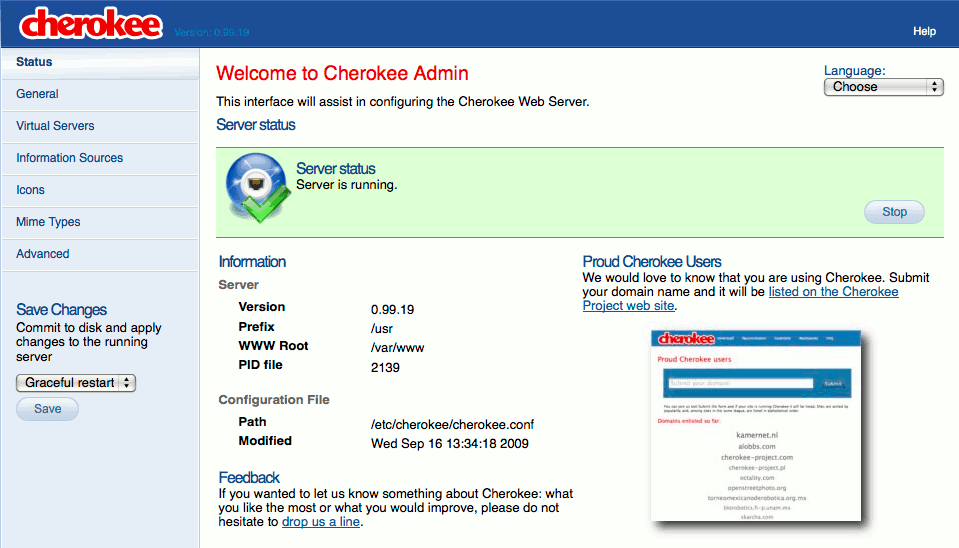 cherokee
Version: 0.99.19
Help
Status
General
Virtual Servers
Information Sources
Icons
Mime Types
Advanced
Save Changes
Commit to disk and apply
changes to the running
server
Graceful restart
Save
Welcome to Cherokee Admin
Language:
Choose
This interface will assist in configuring the Cherokee Web Server.
Server status
Server status
Server is running.
Stop
Information
Server
Version 0.99.19
Prefix /usr
WWW Root /var/www
PID file 2139
Configuration File
Path /etc/cherokee/cherokee.conf
Modified Wed Sep 16 13:34:18 2009
Feedback
If you wanted to let us know something about Cherokee: what
you like the most or what you would improve, please do not
hesitate to drop us a line.
Proud Cherokee Users
We would love to know that you are using Cherokee. Submit
your domain name and it will be listed on the Cherokee
Project web site.
cherokee
Proud Cherokee users
Submit your domain
Submit
Domains enlisted so far:
kamernet.nl
aiobbs.com
cherokee-project.com
cherokee-project.pl
octality.com
openstreetphoto.org
torneomexicanoderobotica.org.mx
biorobotics.fi-p.unam.mx
skarcha.com